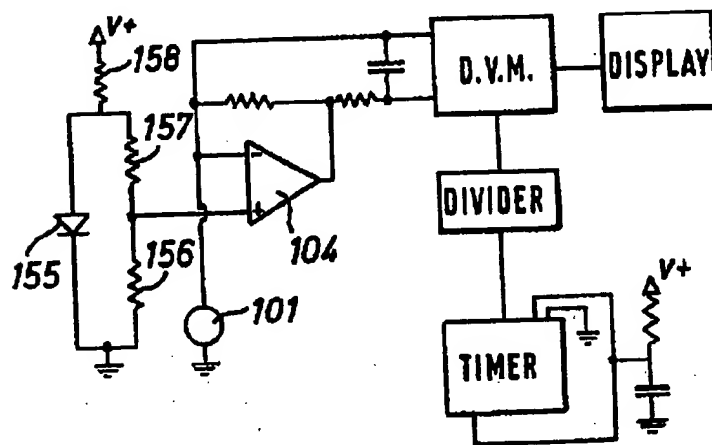 V+
158
157
155
156
-
+
104
101
D.V.M.
DISPLAY
DIVIDER
TIMER
V+